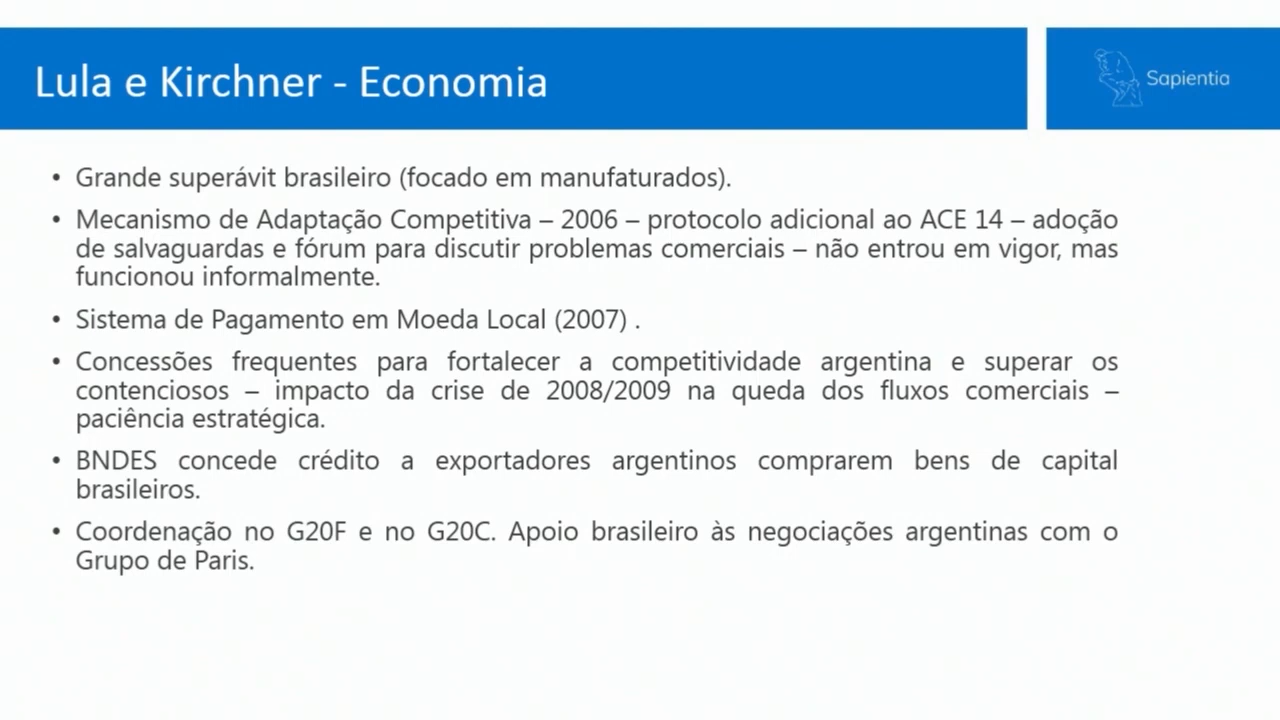 Lula e Kirchner - Economia
Sapientia
• Grande superávit brasileiro (focado em manufaturados).
• Mecanismo de Adaptação Competitiva – 2006 – protocolo adicional ao ACE 14 – adoção
de salvaguardas e fórum para discutir problemas comerciais – não entrou em vigor, mas
funcionou informalmente.
• Sistema de Pagamento em Moeda Local (2007) .
• Concessões frequentes para fortalecer a competitividade argentina e superar os
contenciosos – impacto da crise de 2008/2009 na queda dos fluxos comerciais –
paciência estratégica.
• BNDES concede crédito a exportadores argentinos comprarem bens de capital
brasileiros.
• Coordenação no G20F e no G20C. Apoio brasileiro às negociações argentinas com o
Grupo de Paris.